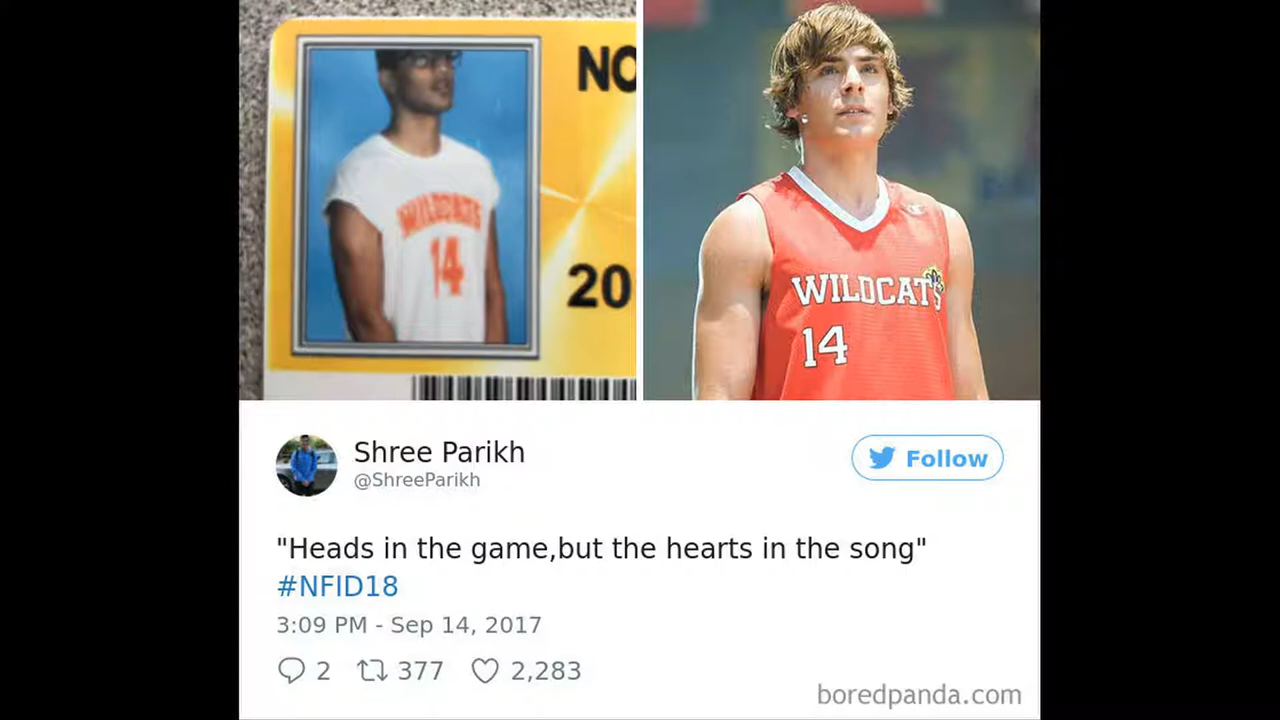 NO
WILDCATS
14
20
WILDCATS
14
Shree Parikh
@ShreeParikh
Follow
"Heads in the game,but the hearts in the song"
#NFID18
3:09 PM - Sep 14, 2017
2 377 2,283
boredpanda.com